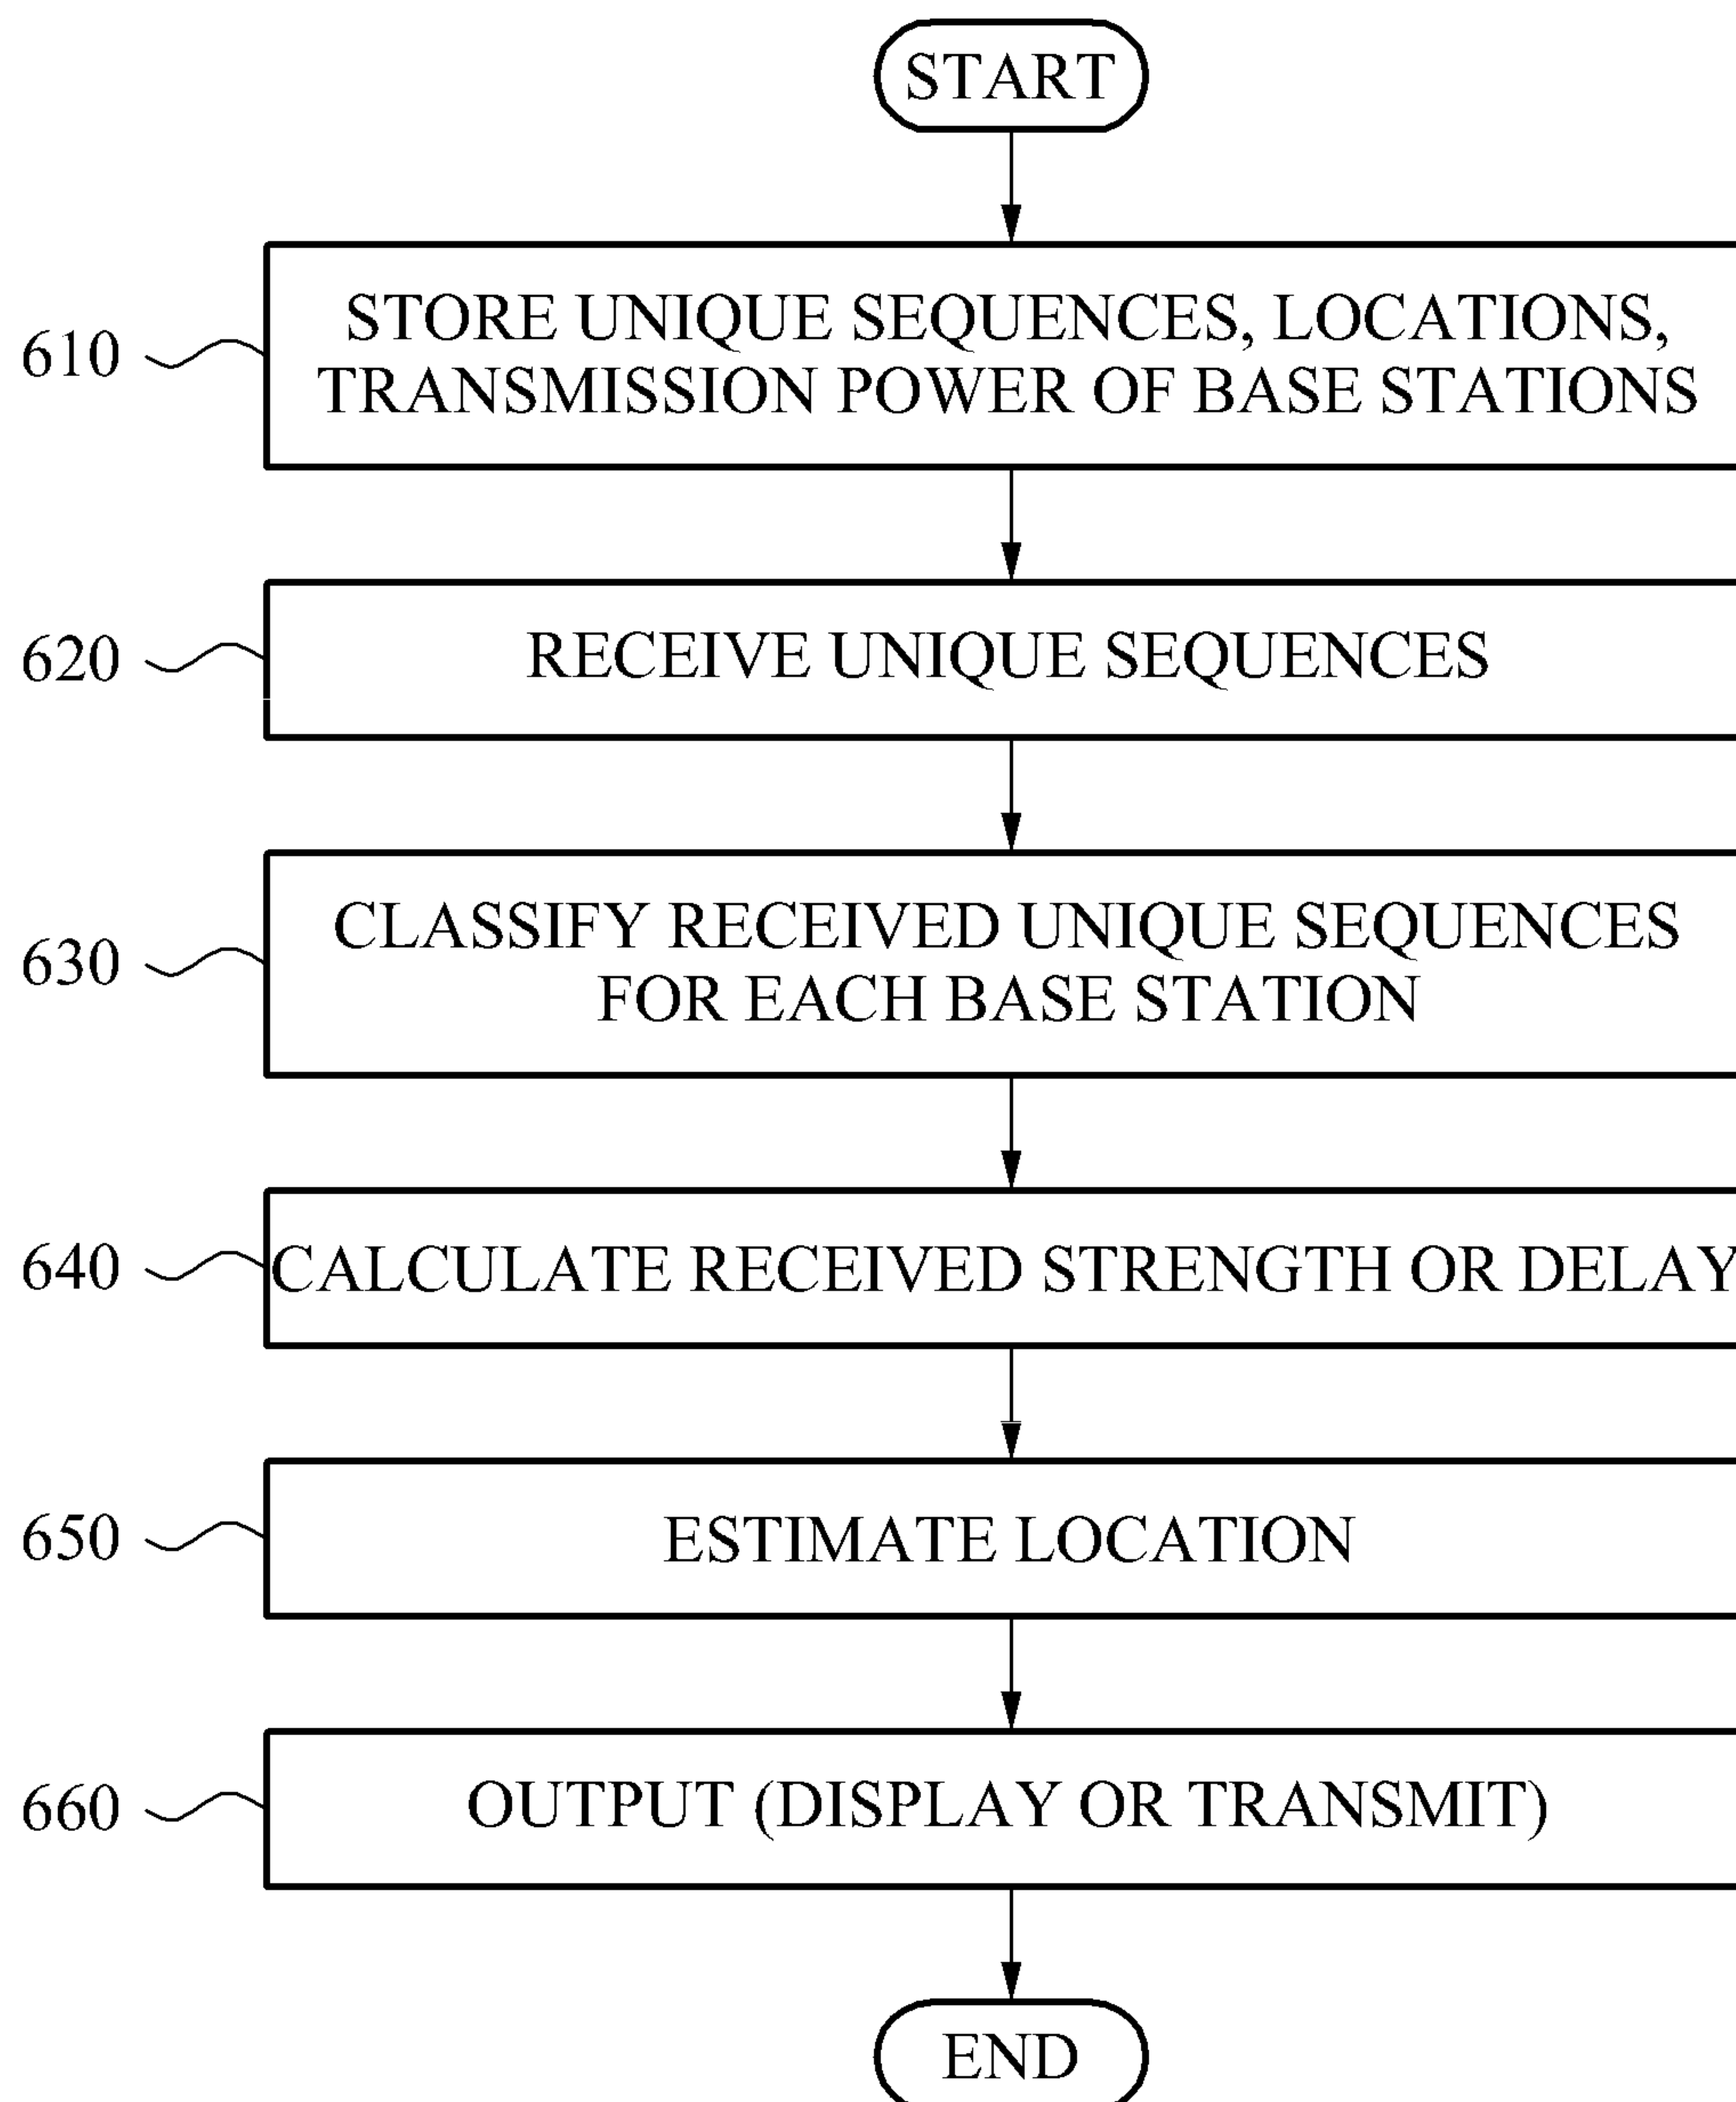 START
610
STORE UNIQUE SEQUENCES, LOCATIONS,
TRANSMISSION POWER OF BASE STATIONS
620
RECEIVE UNIQUE SEQUENCES
630
CLASSIFY RECEIVED UNIQUE SEQUENCES
FOR EACH BASE STATION
640
CALCULATE RECEIVED STRENGTH OR DELAY
650
ESTIMATE LOCATION
660
OUTPUT (DISPLAY OR TRANSMIT)
END